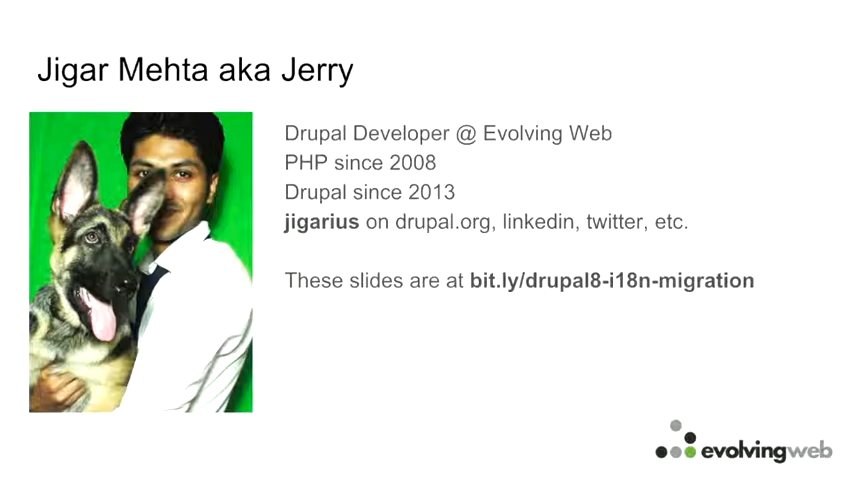 Jigar Mehta aka Jerry
Drupal Developer @ Evolving Web
PHP since 2008
Drupal since 2013
jigarius on drupal.org, linkedin, twitter, etc.
These slides are at bit.ly/drupal8-i18n-migration
evolvingweb